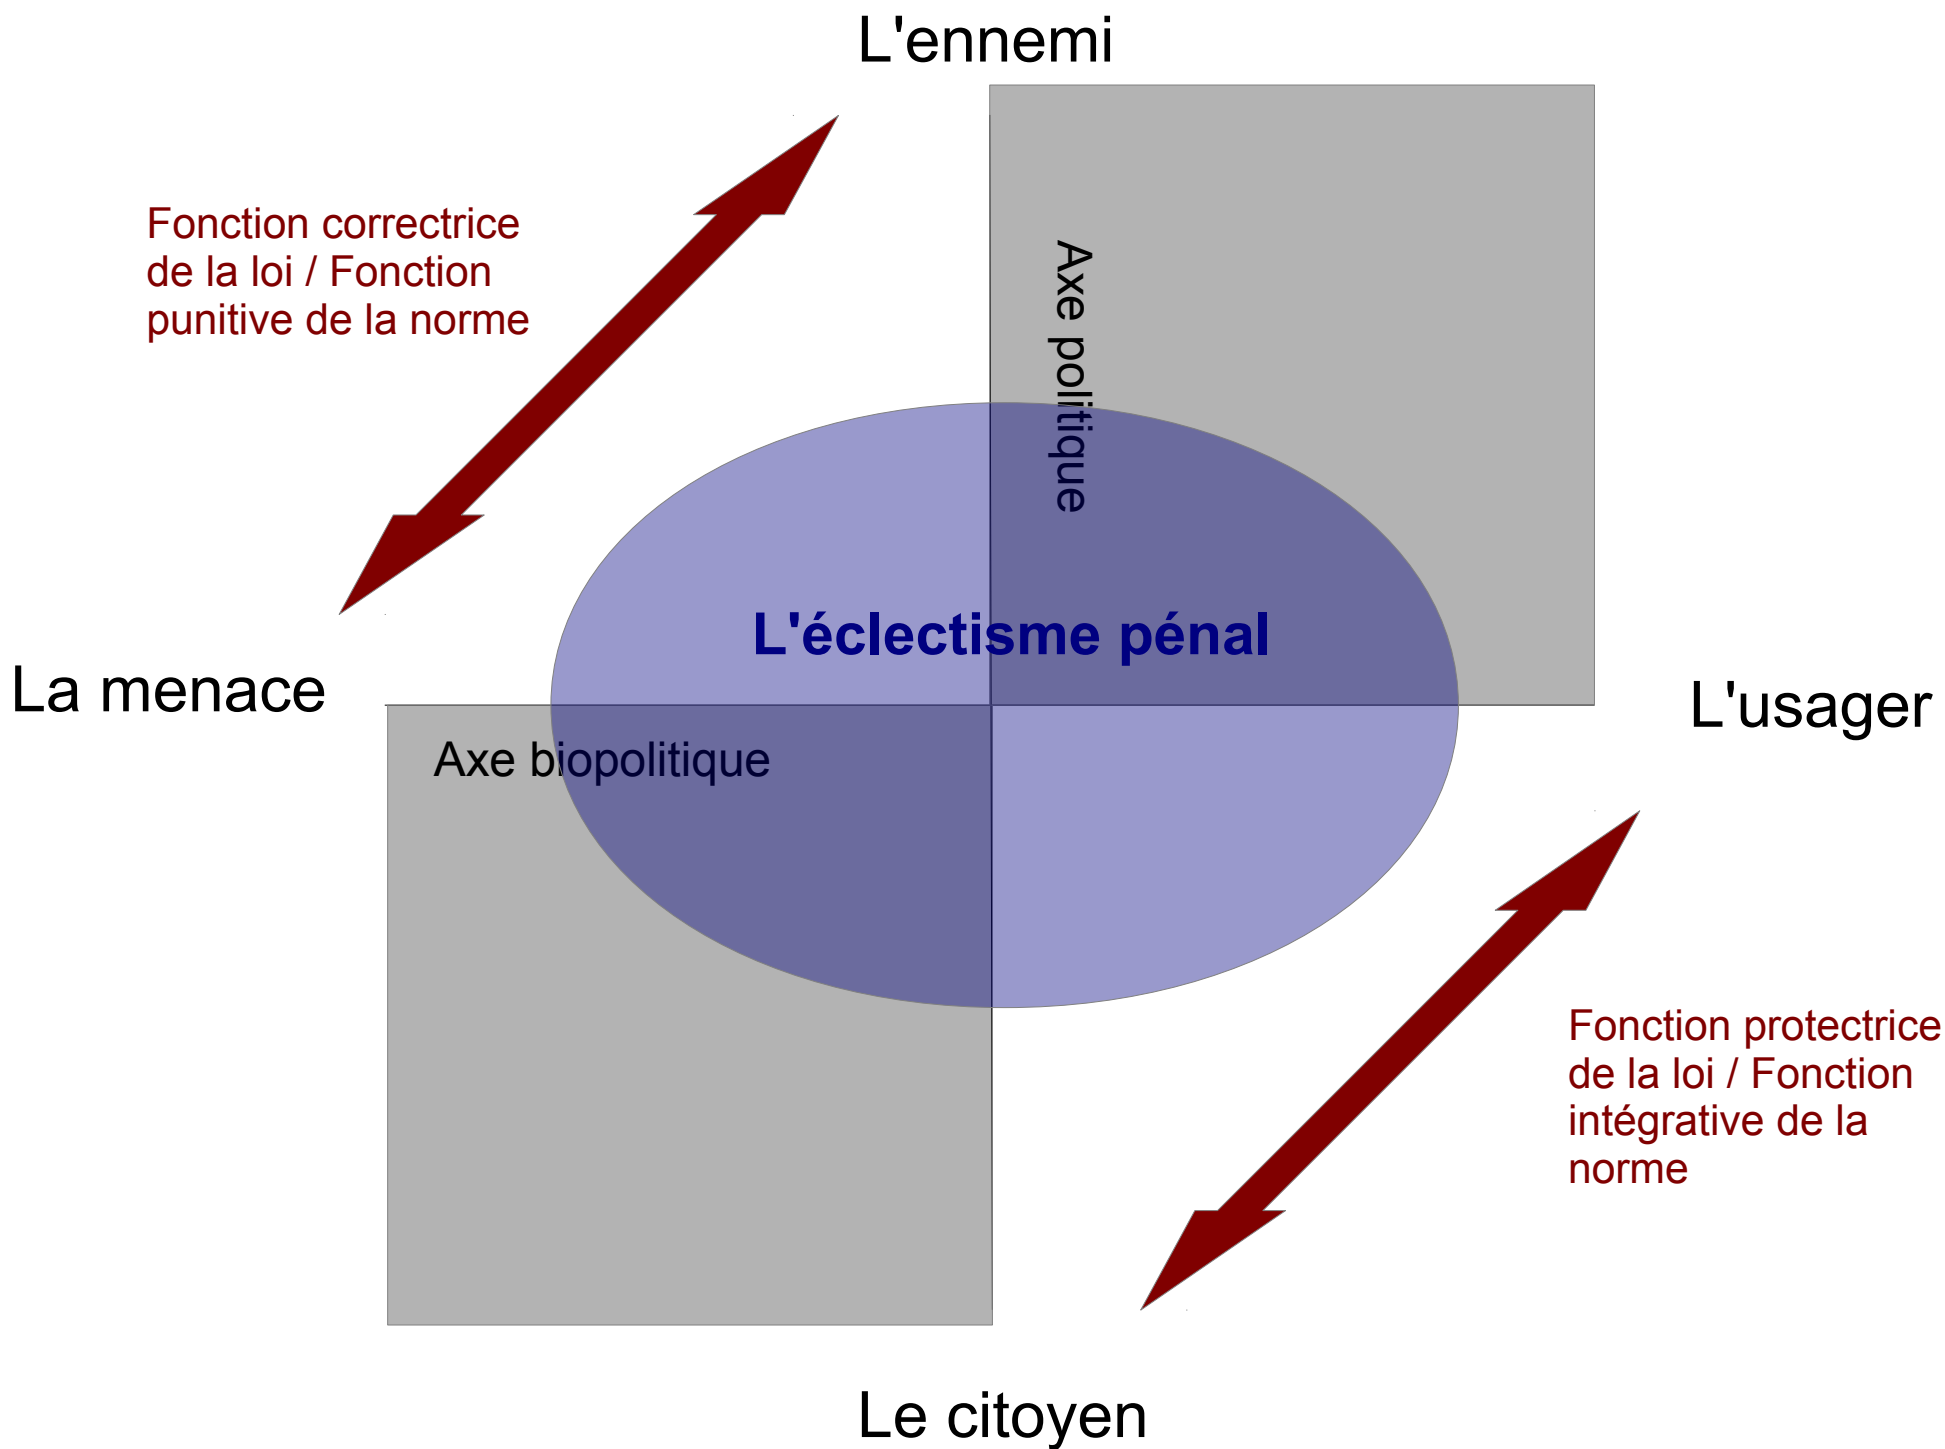 L'ennemi
Fonction correctrice
de la loi / Fonction
punitive de la norme
Axe politique
L'éclectisme pénal
La menace
L'usager
Axe biopolitique
Fonction protectrice
de la loi / Fonction
intégrative de la
norme
Le citoyen